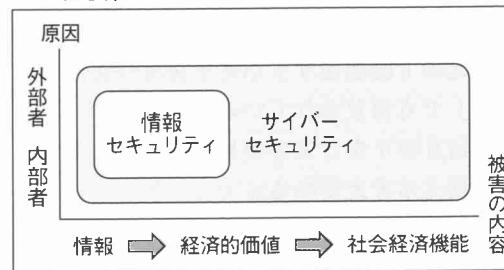 原因
外部者
内部者
情報
セキュリティ
サイバー
セキュリティ
被害の内容
情報
経済的価値
社会経済機能